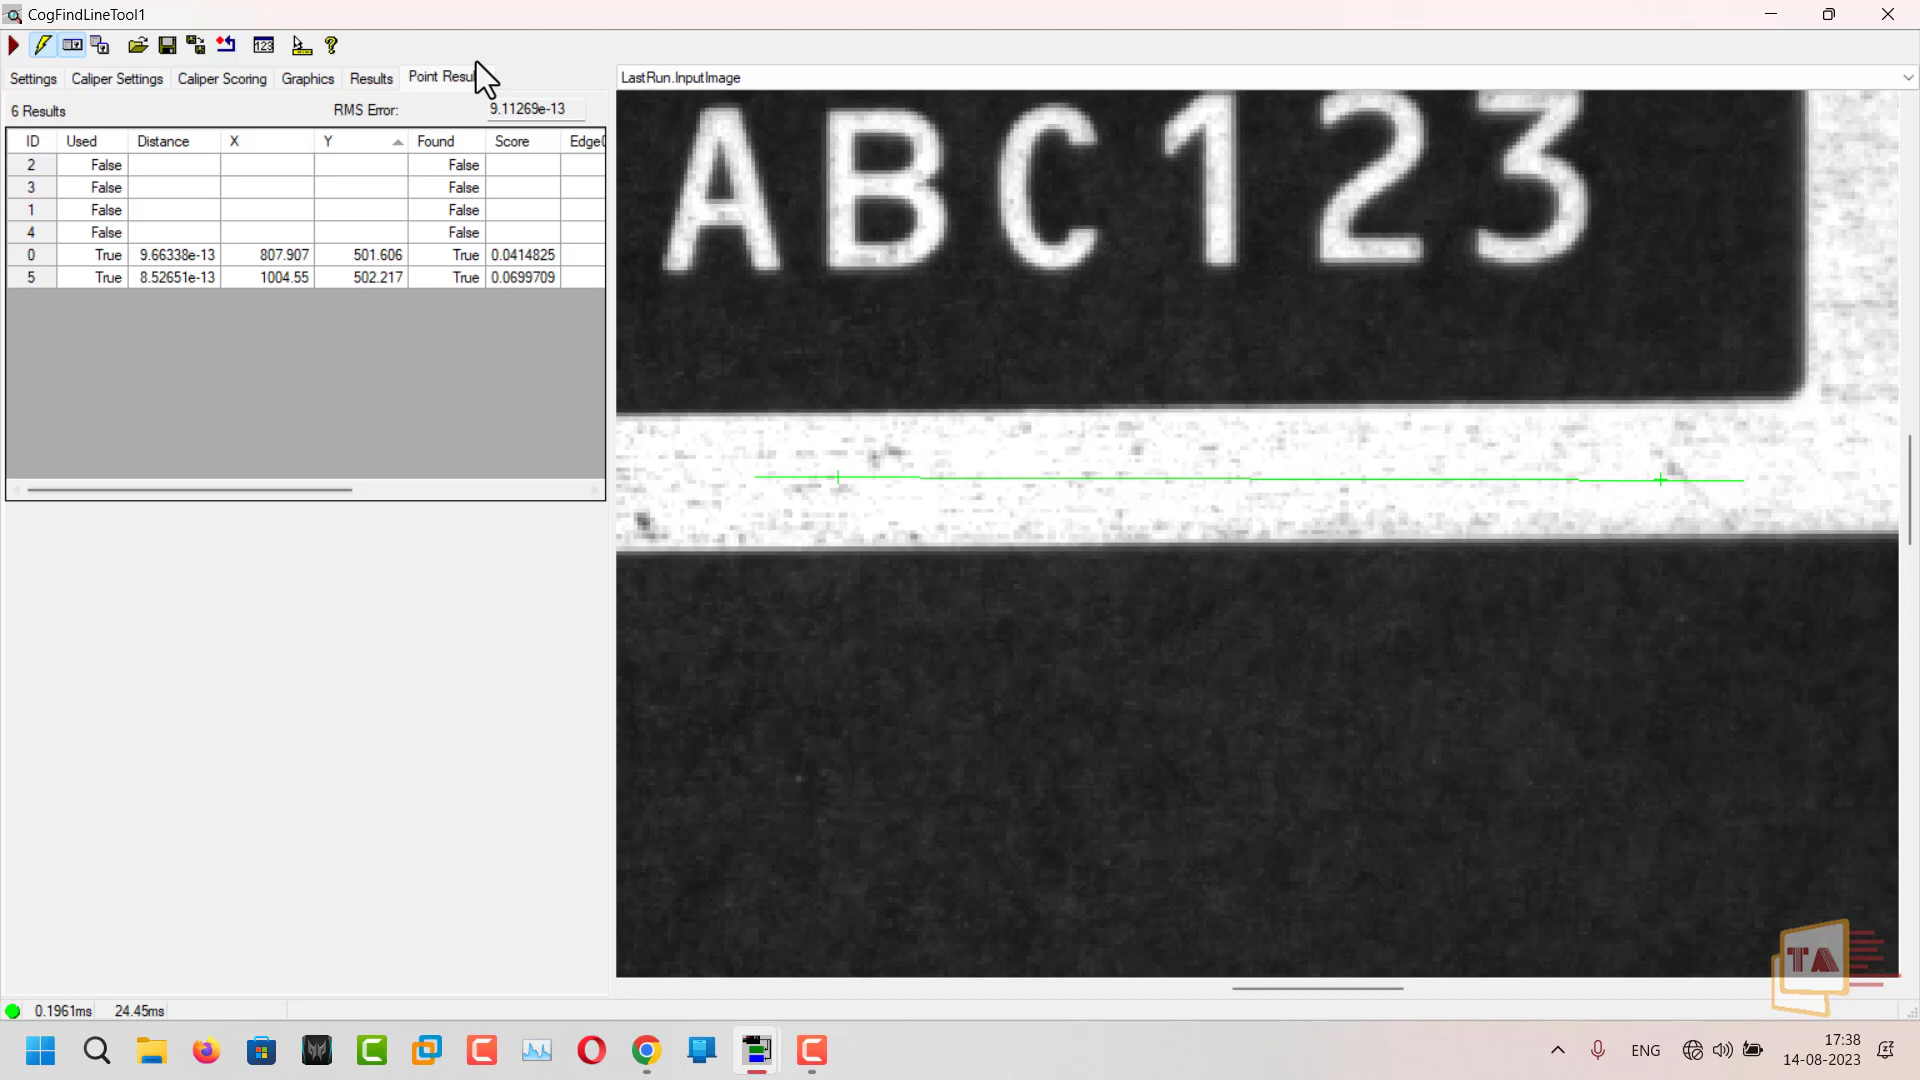 CogFindLineTool1
Settings Caliper Settings Caliper Scoring Graphics Results Point Resul
LastRun.InputImage
6 Results RMS Error: 9.11269e-13
ID Used Distance X Y Found Score
2 False False
3 False False
1 False False
4 False False
0 True 9.66338e-13 807.907 501.606 True 0.0414825
5 True 8.52651e-13 1004.55 502.217 True 0.0699709
ABC123
TA
0.1961ms 24.45ms
ENG
17:38
14-08-2023